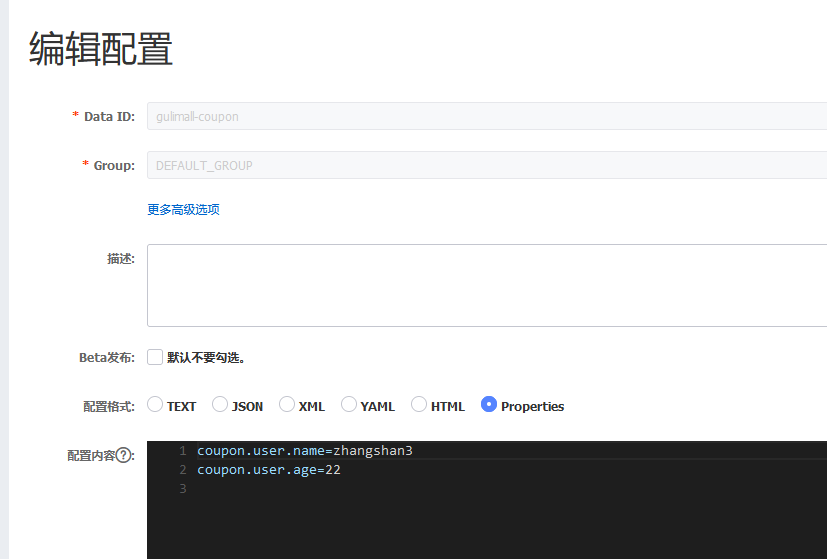 编辑配置
* Data ID: gulimall-coupon
* Group: DEFAULT_GROUP
更多高级选项
描述:
Beta发布: 默认不要勾选。
配置格式: TEXT JSON XML YAML HTML Properties
配置内容?: 1 coupon.user.name=zhangshan3
2 coupon.user.age=22
3